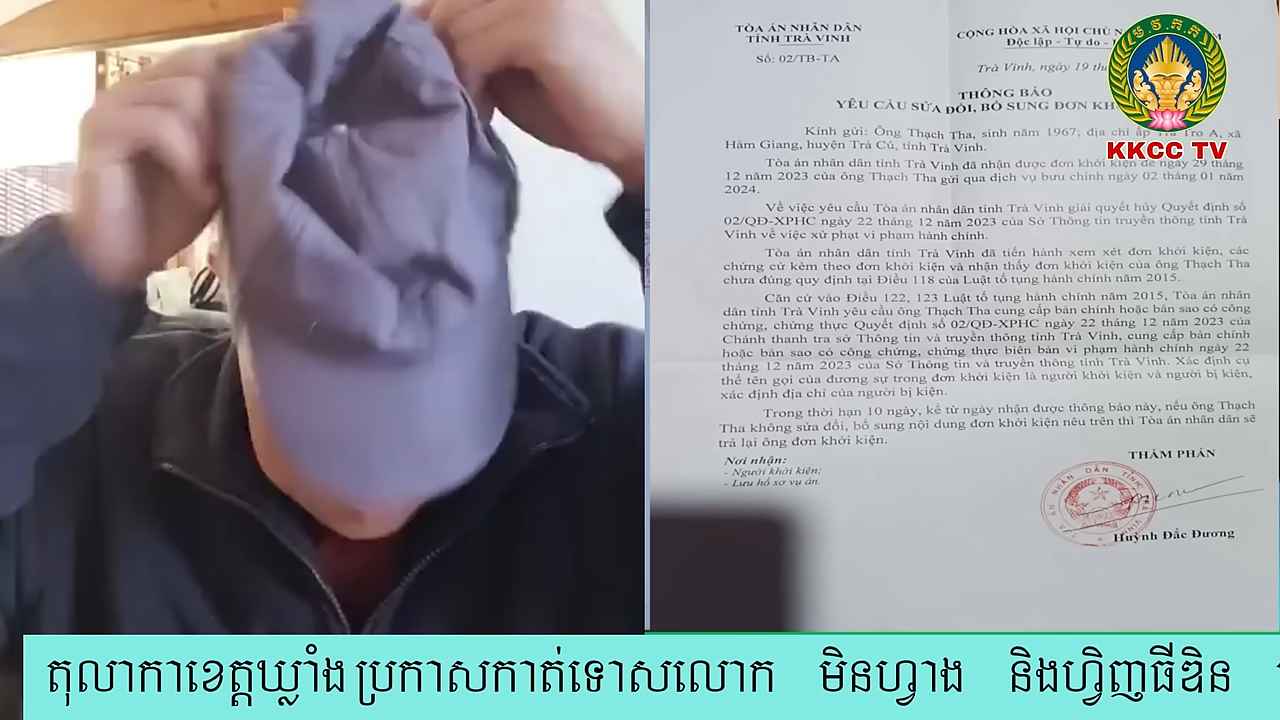 TÒA ÁN NHÂN DÂN
TỈNH TRÀ VINH
Số: 02/TB-TA
CỘNG HÒA XÃ HỘI CHỦ
Độc lập - Tự do -
Trà Vinh, ngày 19
THÔNG BÁO
YÊU CẦU SỬA ĐỔI, BỔ SUNG ĐƠN KH
Kính gửi: Ông Thạch Tha, sinh năm 1967; địa chỉ ấp Trà Tro A, xã
Hàm Giang, huyện Trà Cú, tỉnh Trà Vinh.
Tòa án nhân dân tỉnh Trà Vinh đã nhận được đơn khởi kiện đề ngày 29 tháng
12 năm 2023 của ông Thạch Tha gửi qua dịch vụ bưu chính ngày 02 tháng 01 năm
2024.
Về việc yêu cầu Tòa án nhân dân tỉnh Trà Vinh giải quyết hủy Quyết định số
02/QĐ-XPHC ngày 22 tháng 12 năm 2023 của Sở Thông tin truyền thông tỉnh Trà
Vinh về việc xử phạt vi phạm hành chính.
Tòa án nhân dân tỉnh Trà Vinh đã tiến hành xem xét đơn khởi kiện, các
chứng cứ kèm theo đơn khởi kiện và nhận thấy đơn khởi kiện của ông Thạch Tha
chưa đủng quy định tại Điều 118 của Luật tố tụng hành chính năm 2015.
Căn cứ vào Điều 122, 123 Luật tố tụng hành chính năm 2015, Tòa án nhân
dân tỉnh Trà Vinh yêu cầu ông Thạch Tha cung cấp bản chính hoặc bản sao có công
chứng, chứng thực Quyết định số 02/QĐ-XPHC ngày 22 tháng 12 năm 2023 của
Chánh thanh tra sở Thông tin và truyền thông tỉnh Trà Vinh, cung cấp bản chính
hoặc bản sao có công chứng, chứng thực biên bản vi phạm hành chính ngày 22
tháng 12 năm 2023 của Sở Thông tin và truyền thông tỉnh Trà Vinh. Xác định cụ
thể tên gọi của đương sự trong đơn khởi kiện là người khởi kiện và người bị kiện,
xác định địa chỉ của người bị kiện.
Trong thời hạn 10 ngày, kể từ ngày nhận được thông báo này, nếu ông Thạch
Tha không sửa đổi, bổ sung nội dung đơn khởi kiện nêu trên thì Tòa án nhân dân sẽ
trả lại ông đơn khởi kiện.
Nơi nhận:
- Người khởi kiện;
- Lưu hồ sơ vụ án.
THẨM PHÁN
TÒA ÁN NHÂN DÂN TỈNH TRÀ VINH
Huỳnh Đắc Đương
ម.វ.ក.ត
KKCC TV
តុលាកាខេត្តឃ្លាំង ប្រកាសកាត់ទោសលោក មិនហ្វាង និងហ្វិញធីឌិន